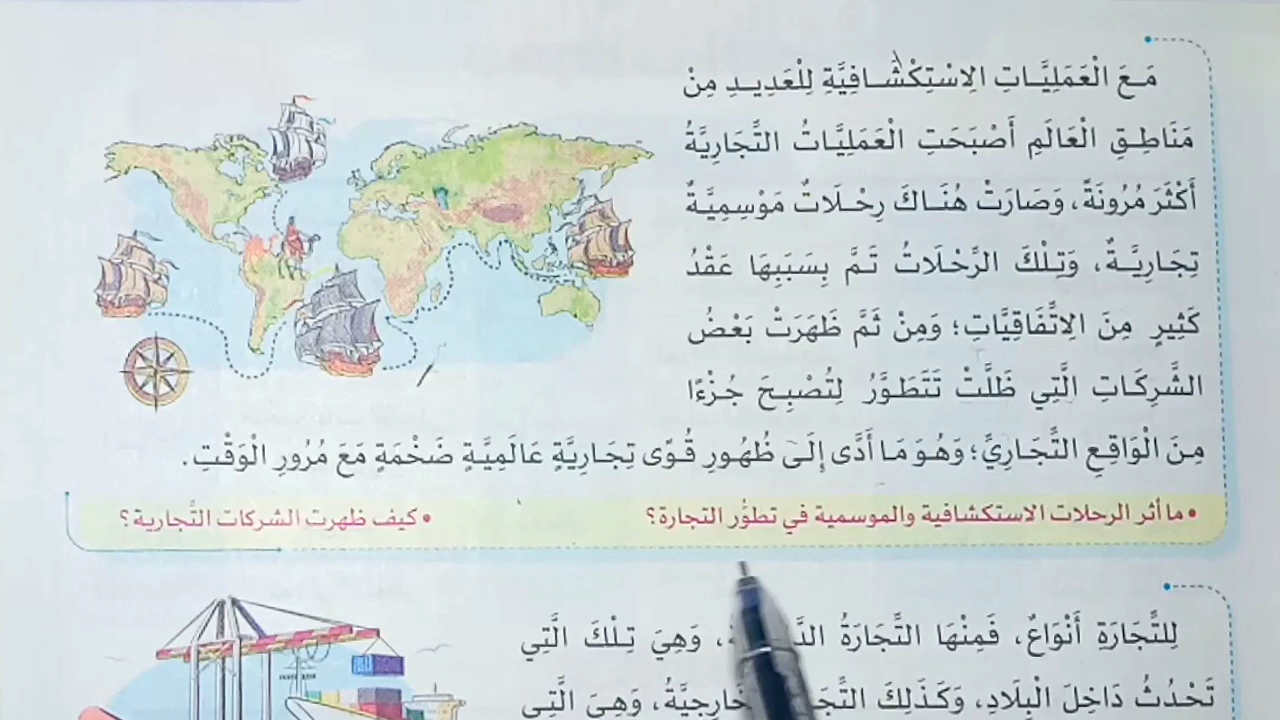 مَعَ الْعَمَلِيَّاتِ الِاسْتِكْشَافِيَّةِ لِلْعَدِيدِ مِنْ
مَنَاطِقِ الْعَالَمِ أَصْبَحَتِ الْعَمَلِيَّاتُ التِّجَارِيَّةُ
أَكْثَرَ مُرُونَةً، وَصَارَتْ هُنَاكَ رِحْلَاتٌ مَوْسِمِيَّةٌ
تِجَارِيَّةٌ، وَتِلْكَ الرِّحْلَاتُ تَمَّ بِسَبَبِهَا عَقْدُ
كَثِيرٍ مِنَ الِاتِّفَاقِيَّاتِ؛ وَمِنْ ثَمَّ ظَهَرَتْ بَعْضُ
الشَّرِكَاتِ الَّتِي ظَلَّتْ تَتَطَوَّرُ لِتُصْبِحَ جُزْءًا
مِنَ الْوَاقِعِ التِّجَارِيِّ؛ وَهُوَ مَا أَدَّى إِلَى ظُهُورِ قُوًى تِجَارِيَّةٍ عَالَمِيَّةٍ ضَخْمَةٍ مَعَ مُرُورِ الْوَقْتِ.
• ما أثر الرحلات الاستكشافية والموسمية في تطوُّر التجارة؟ • كيف ظهرتِ الشركات التِّجارية؟
لِلتِّجَارَةِ أَنْوَاعٌ، فَمِنْهَا التِّجَارَةُ وَهِيَ تِلْكَ الَّتِي
تَحْدُثُ دَاخِلَ الْبِلَادِ، وَكَذَلِكَ وَهِيَ الَّتِي